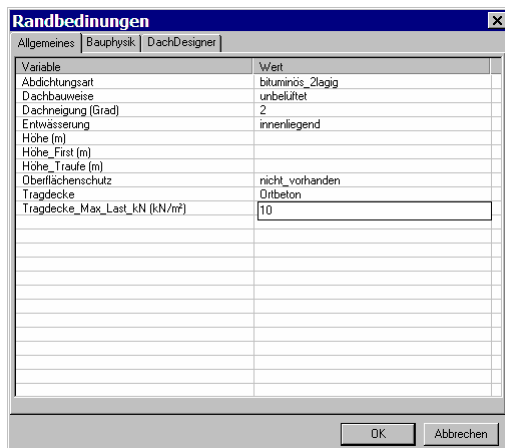 Randbedinungen
Allgemeines Bauphysik DachDesigner
Variable Wert
Abdichtungsart bituminös_2lagig
Dachbauweise unbelüftet
Dachneigung (Grad) 2
Entwässerung innenliegend
Höhe (m)
Höhe_First (m)
Höhe_Traufe (m)
Oberflächenschutz nicht_vorhanden
Tragdecke Ortbeton
Tragdecke_Max_Last_kN (kN/m²) 10
OK Abbrechen